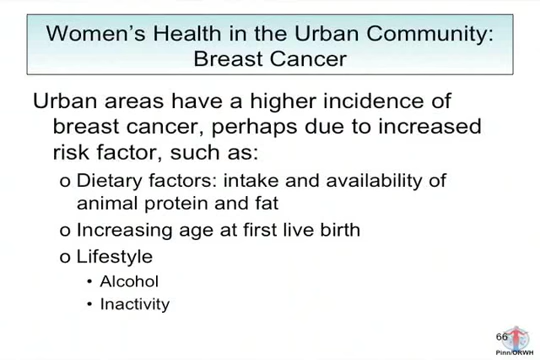 Women's Health in the Urban Community:
Breast Cancer
Urban areas have a higher incidence of
breast cancer, perhaps due to increased
risk factor, such as:
o Dietary factors: intake and availability of
animal protein and fat
o Increasing age at first live birth
o Lifestyle
• Alcohol
• Inactivity
66
Pinn/ORWH